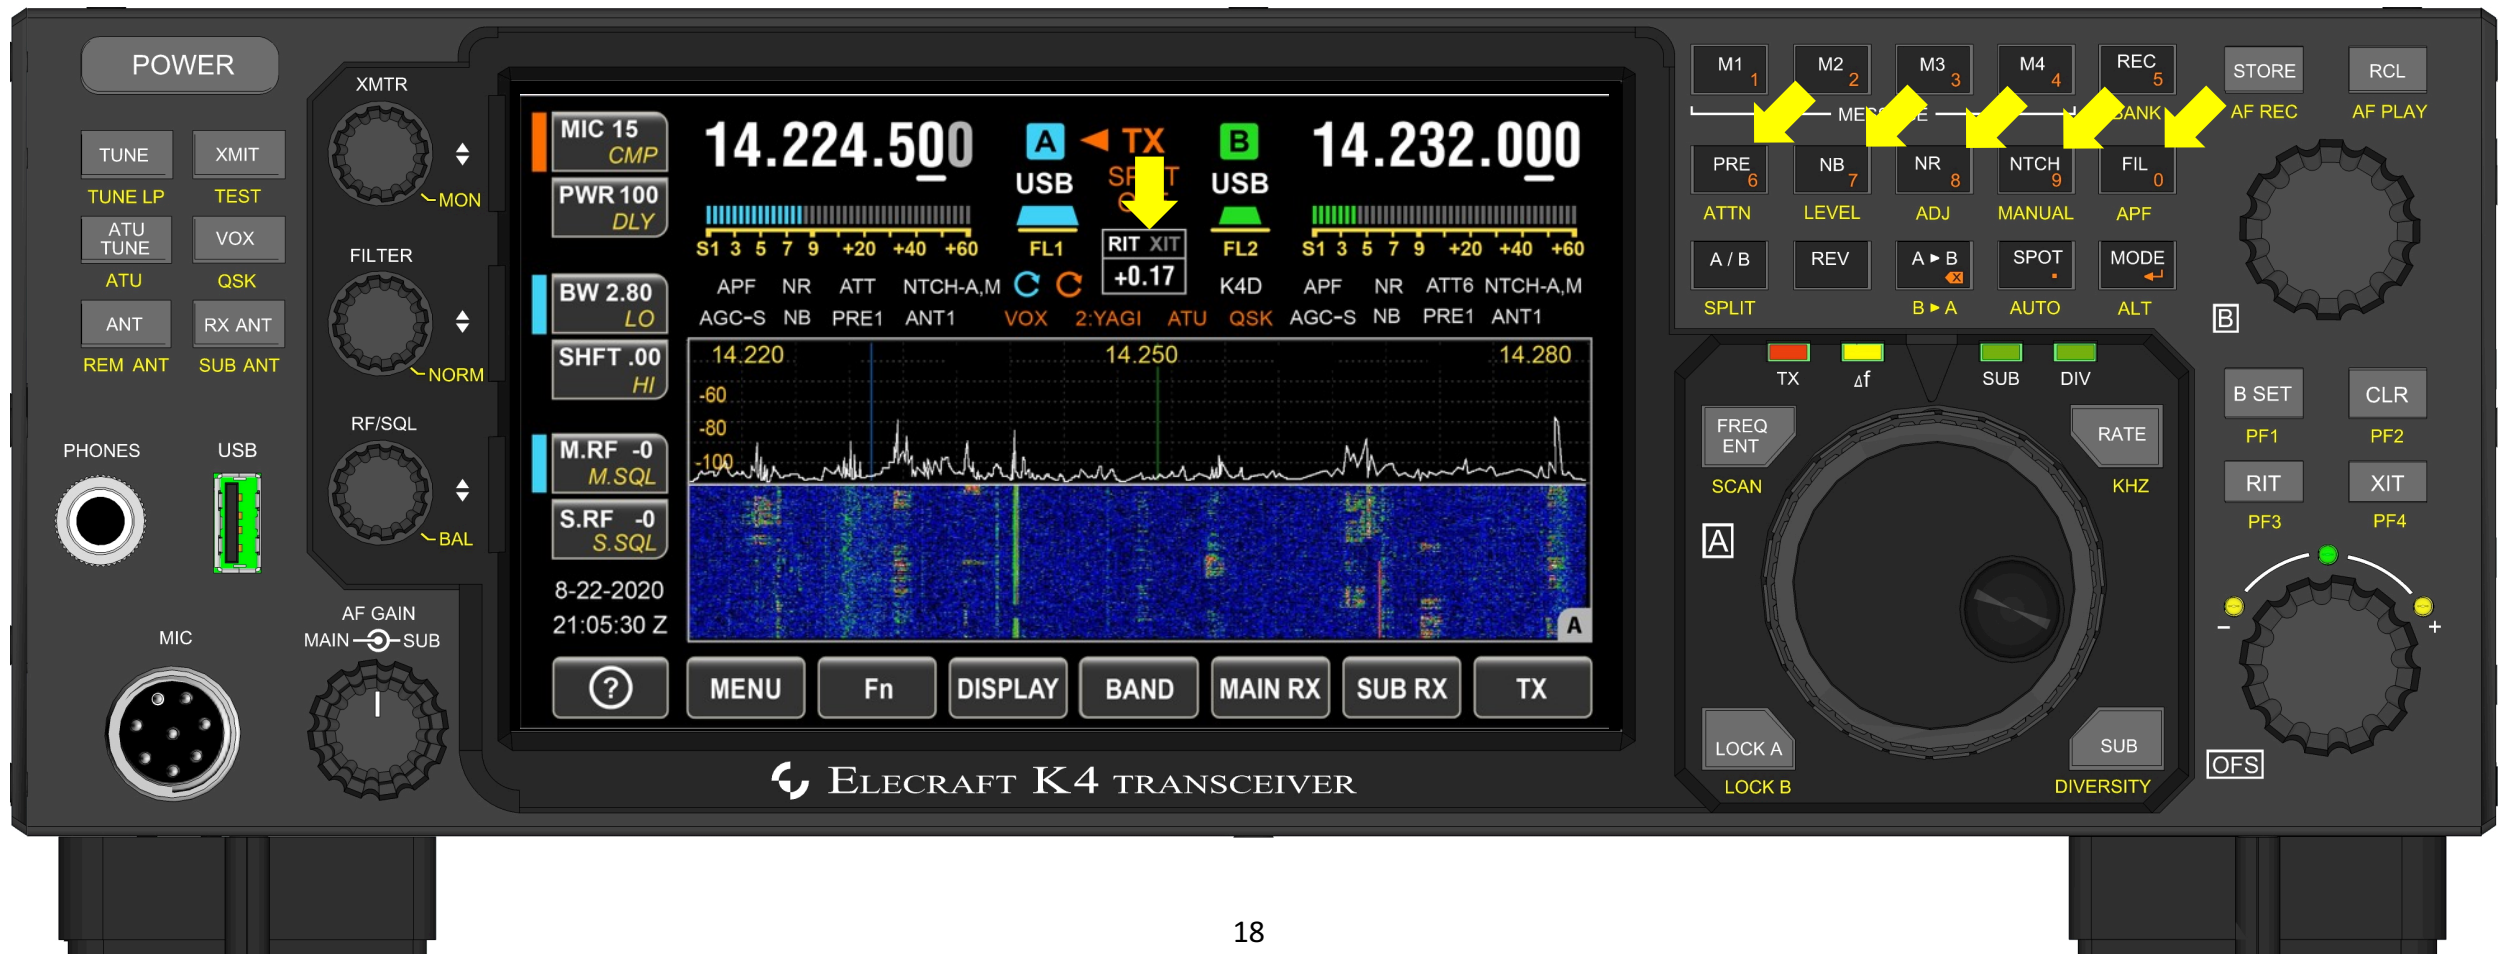 POWER
XMTR
TUNE XMIT
TUNE LP TEST
MON
ATU TUNE VOX
ATU QSK
FILTER
ANT RX ANT
REM ANT SUB ANT
NORM
RF/SQL
PHONES USB
BAL
AF GAIN
MAIN SUB
MIC
MIC 15
CMP
PWR 100
DLY
BW 2.80
LO
SHFT .00
HI
M.RF -0
M.SQL
S.RF -0
S.SQL
8-22-2020
21:05:30 Z
14.224.500 A TX B 14.232.000
USB USB
S1 3 5 7 9 +20 +40 +60 FL1 RIT XIT FL2 S1 3 5 7 9 +20 +40 +60
+0.17
APF NR ATT NTCH-A,M K4D APF NR ATT6 NTCH-A,M
AGC-S NB PRE1 ANT1 VOX 2:YAGI ATU QSK AGC-S NB PRE1 ANT1
14.220 14.250 14.280
-60
-80
-100
A
? MENU Fn DISPLAY BAND MAIN RX SUB RX TX
ELECRAFT K4 TRANSCEIVER
M1 1 M2 2 M3 3 M4 4 REC 5 STORE RCL
AF REC AF PLAY
PRE 6 NB 7 NR 8 NTCH 9 FIL 0
ATTN LEVEL ADJ MANUAL APF
A / B REV A ► B SPOT MODE
SPLIT B ► A AUTO ALT
B
TX Δf SUB DIV
FREQ ENT RATE
SCAN KHZ
A
LOCK A SUB
LOCK B DIVERSITY
B SET CLR
PF1 PF2
RIT XIT
PF3 PF4
- +
OFS
18